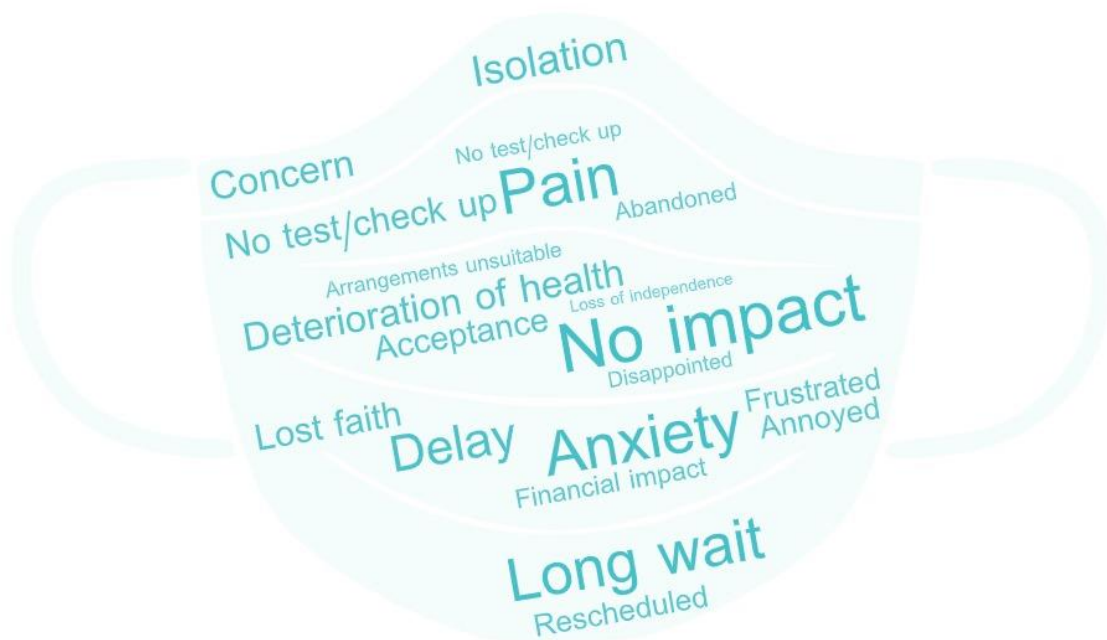 Isolation
No test/check up
Concern
Pain
No test/check up
Abandoned
Arrangements unsuitable
Deterioration of health
Loss of independence
Acceptance
No impact
Disappointed
Frustrated
Lost faith
Annoyed
Delay
Anxiety
Financial impact
Long wait
Rescheduled